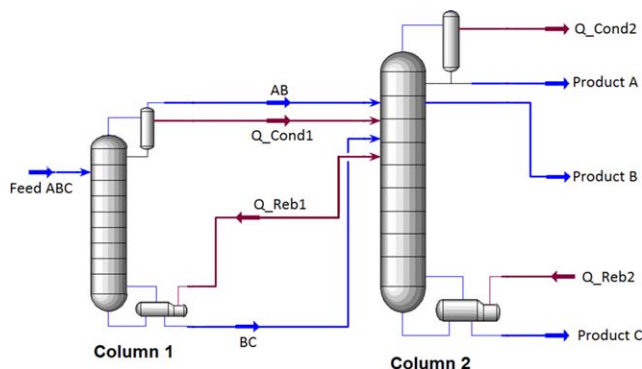 Q_Cond2
Product A
AB
Q_Cond1
Feed ABC
Product B
Q_Reb1
Q_Reb2
BC
Product C
Column 1
Column 2